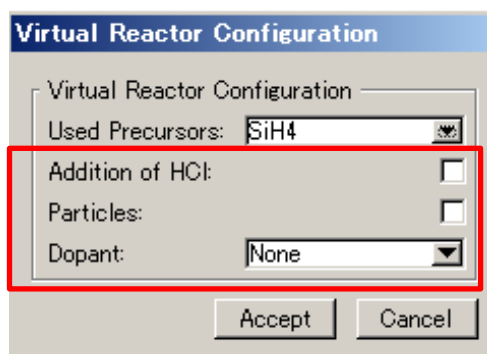 Virtual Reactor Configuration
Virtual Reactor Configuration
Used Precursors: SiH4
Addition of HCl:
Particles:
Dopant: None
Accept Cancel